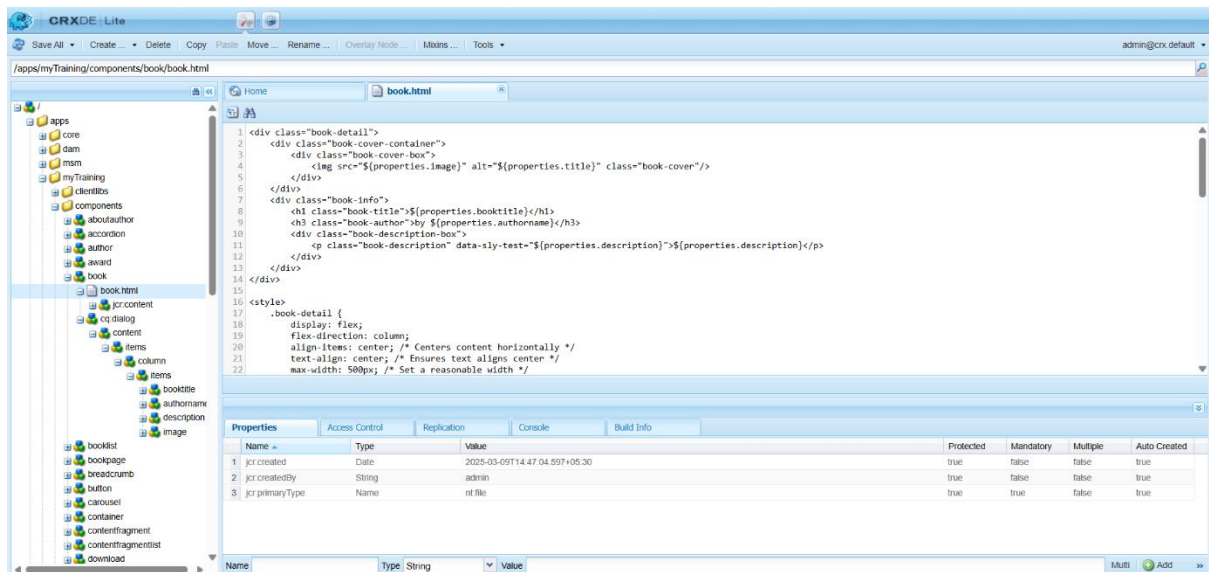 CRXDE Lite
Save All Create ... Delete Copy Paste Move ... Rename ... Overlay Node ... Mixins ... Tools admin@crx.default
/apps/myTraining/components/book/book.html
Home book.html
/
apps
core
dam
msm
myTraining
clientlibs
components
aboutauthor
accordion
author
award
book
book.html
jcr:content
cq:dialog
content
items
column
items
booktitle
authorname
description
image
booklist
bookpage
breadcrumb
button
carousel
container
contentfragment
contentfragmentlist
download
1 <div class="book-detail">
2 <div class="book-cover-container">
3 <div class="book-cover-box">
4 <img src="${properties.image}" alt="${properties.title}" class="book-cover"/>
5 </div>
6 </div>
7 <div class="book-info">
8 <h1 class="book-title">${properties.booktitle}</h1>
9 <h3 class="book-author">by ${properties.authorname}</h3>
10 <div class="book-description-box">
11 <p class="book-description" data-sly-test="${properties.description}">${properties.description}</p>
12 </div>
13 </div>
14 </div>
15
16 <style>
17 .book-detail {
18 display: flex;
19 flex-direction: column;
20 align-items: center; /* Centers content horizontally */
21 text-align: center; /* Ensures text aligns center */
22 max-width: 500px; /* Set a reasonable width */
Properties Access Control Replication Console Build Info
Name Type Value Protected Mandatory Multiple Auto Created
1 jcr:created Date 2025-03-09T14:47:04.597+05:30 true false false true
2 jcr:createdBy String admin true false false true
3 jcr:primaryType Name nt:file true true false true
Name Type String Value Multi Add »